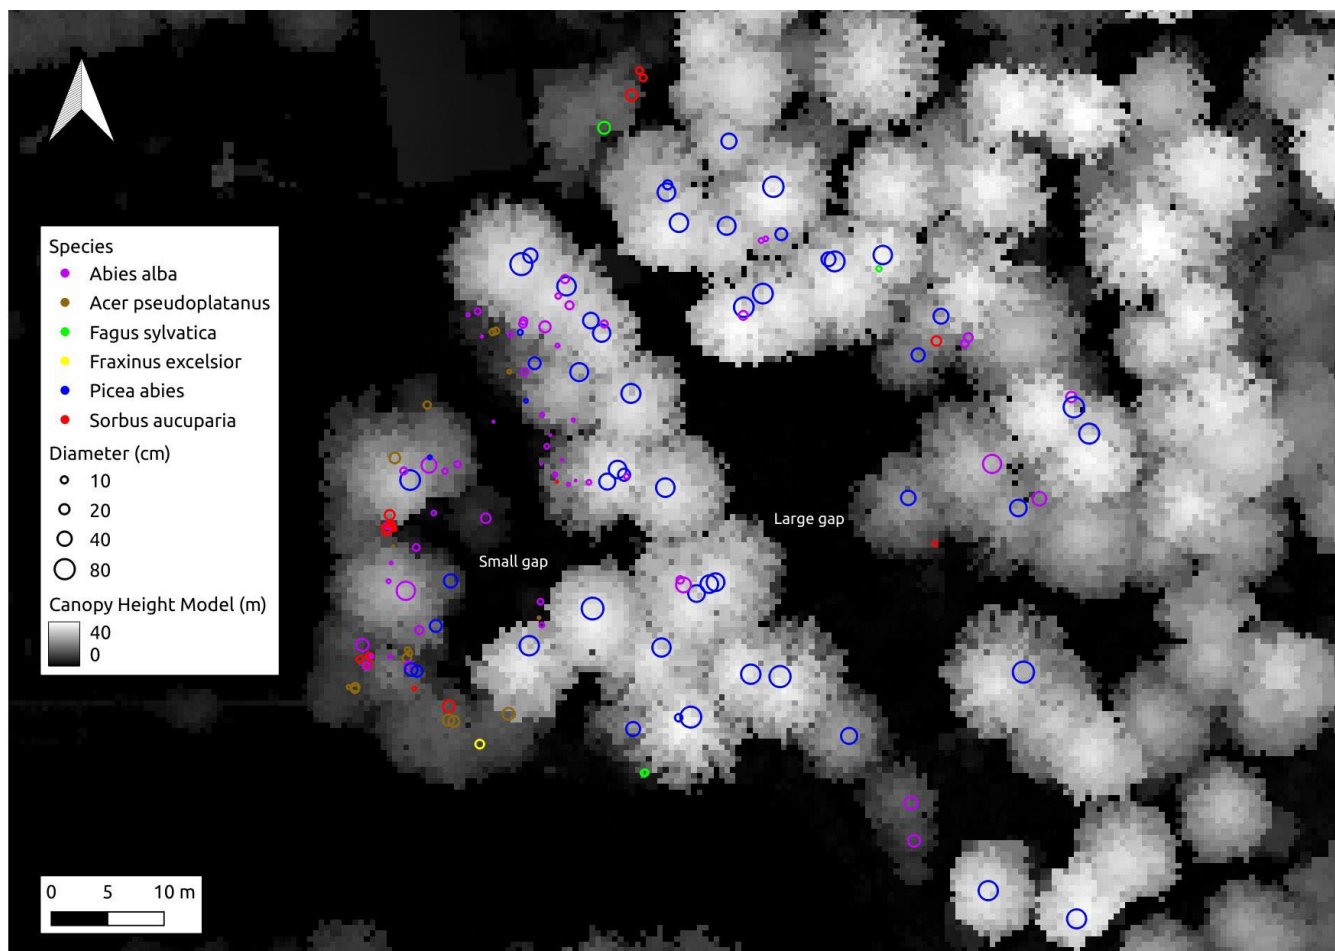 Species
Abies alba
Acer pseudoplatanus
Fagus sylvatica
Fraxinus excelsior
Picea abies
Sorbus aucuparia
Diameter (cm)
10
20
40
80
Canopy Height Model (m)
40
0
Large gap
Small gap
0 5 10 m